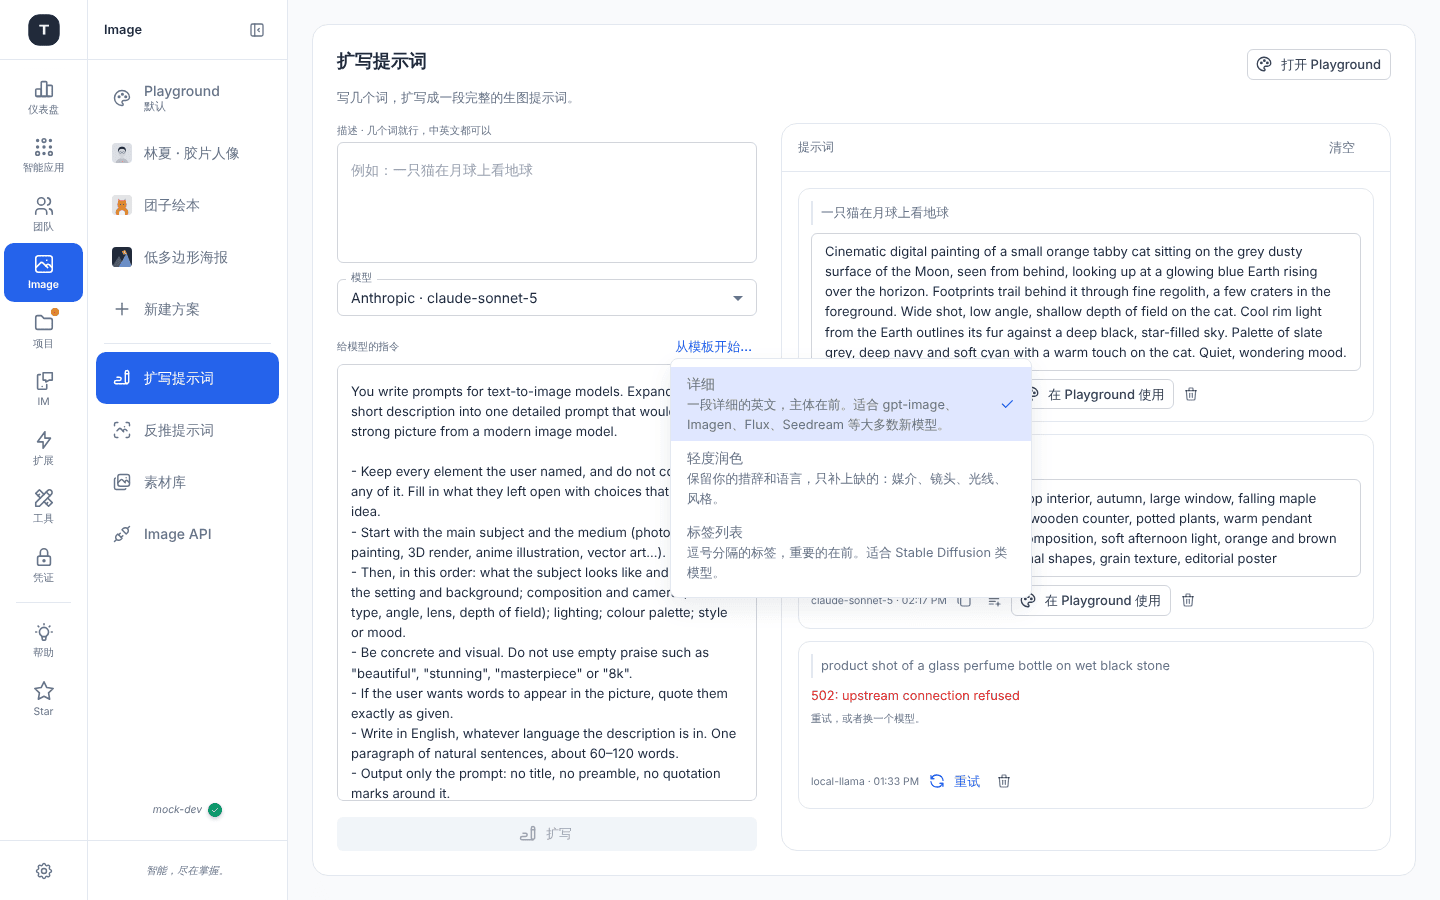 T
仪表盘
智能应用
团队
Image
项目
IM
扩展
工具
凭证
帮助
Star
Image
Playground
默认
林夏 · 胶片人像
团子绘本
低多边形海报
新建方案
扩写提示词
反推提示词
素材库
Image API
mock-dev
智能，尽在掌握。
扩写提示词
打开 Playground
写几个词，扩写成一段完整的生图提示词。
描述 · 几个词就行，中英文都可以
例如：一只猫在月球上看地球
模型
Anthropic · claude-sonnet-5
给模型的指令
从模板开始...
You write prompts for text-to-image models. Expand
short description into one detailed prompt that would
strong picture from a modern image model.
- Keep every element the user named, and do not
any of it. Fill in what they left open with choices that
idea.
- Start with the main subject and the medium (photo
painting, 3D render, anime illustration, vector art...).
- Then, in this order: what the subject looks like and
the setting and background; composition and camera
type, angle, lens, depth of field); lighting; colour palette; style
or mood.
- Be concrete and visual. Do not use empty praise such as
"beautiful", "stunning", "masterpiece" or "8k".
- If the user wants words to appear in the picture, quote them
exactly as given.
- Write in English, whatever language the description is in. One
paragraph of natural sentences, about 60–120 words.
- Output only the prompt: no title, no preamble, no quotation
marks around it.
扩写
详细
一段详细的英文，主体在前。适合 gpt-image、
Imagen、Flux、Seedream 等大多数新模型。
轻度润色
保留你的措辞和语言，只补上缺的：媒介、镜头、光线、
风格。
标签列表
逗号分隔的标签，重要的在前。适合 Stable Diffusion 类
模型。
提示词
清空
一只猫在月球上看地球
Cinematic digital painting of a small orange tabby cat sitting on the grey dusty
surface of the Moon, seen from behind, looking up at a glowing blue Earth rising
over the horizon. Footprints trail behind it through fine regolith, a few craters in the
foreground. Wide shot, low angle, shallow depth of field on the cat. Cool rim light
from the Earth outlines its fur against a deep black, star-filled sky. Palette of slate
grey, deep navy and soft cyan with a warm touch on the cat. Quiet, wondering mood.
在 Playground 使用
interior, autumn, large window, falling maple
wooden counter, potted plants, warm pendant
composition, soft afternoon light, orange and brown
shapes, grain texture, editorial poster
claude-sonnet-5 · 02:17 PM
在 Playground 使用
product shot of a glass perfume bottle on wet black stone
502: upstream connection refused
重试，或者换一个模型。
local-llama · 01:33 PM
重试